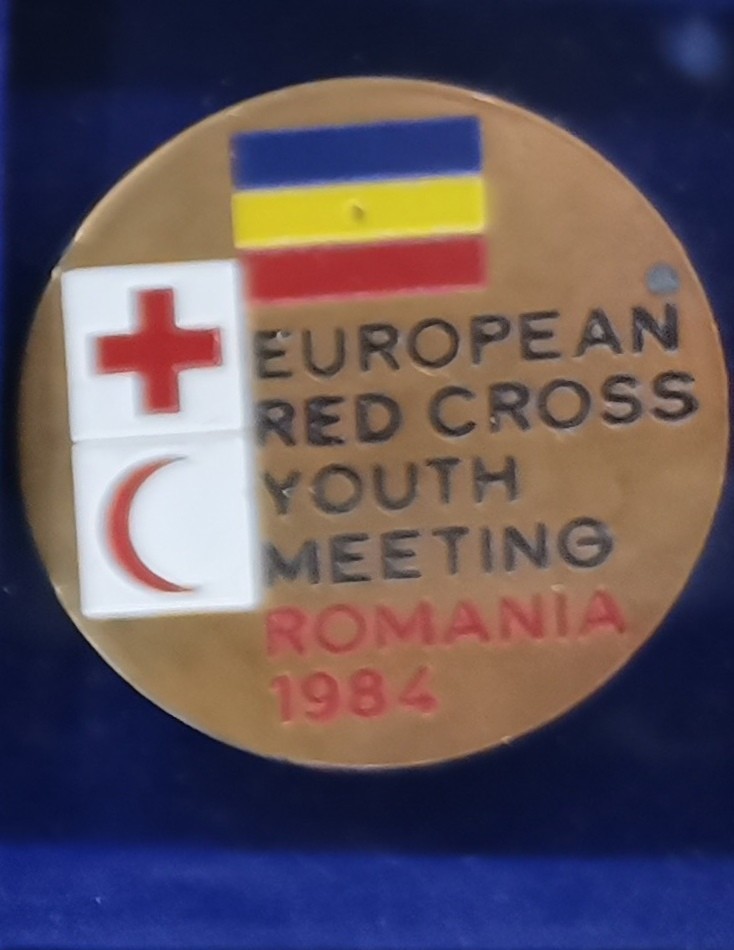 EUROPEAN
RED CROSS
YOUTH
MEETING
ROMANIA
1984